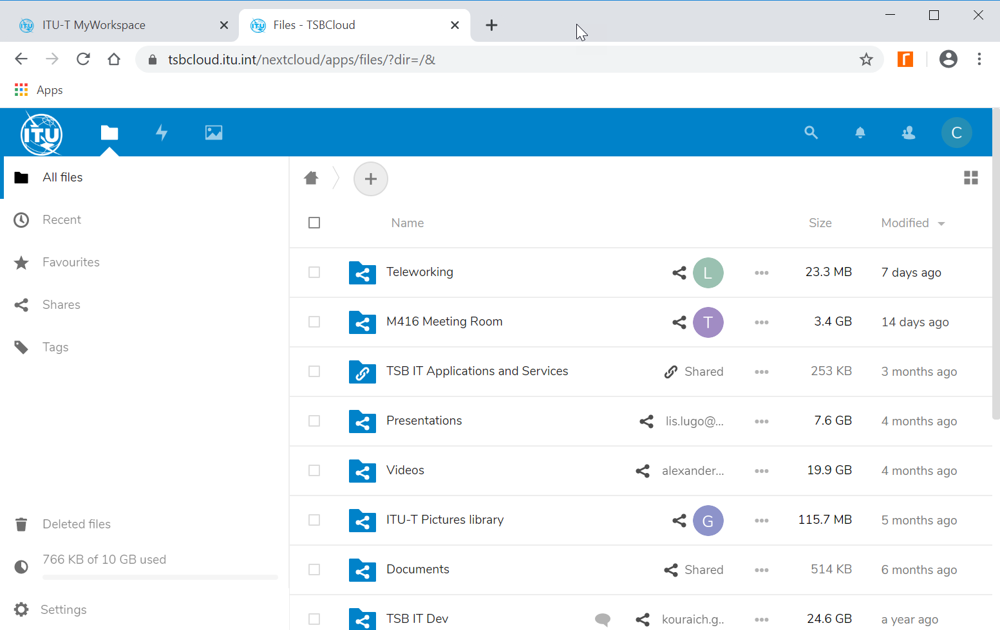 ITU-T MyWorkspace
Files - TSBCloud
tsbcloud.itu.int/nextcloud/apps/files/?dir=/&
Apps
ITU
C
All files
Recent
Favourites
Shares
Tags
Deleted files
766 KB of 10 GB used
Settings
Name Size Modified
Teleworking L 23.3 MB 7 days ago
M416 Meeting Room T 3.4 GB 14 days ago
TSB IT Applications and Services Shared 253 KB 3 months ago
Presentations lis.lugo@... 7.6 GB 4 months ago
Videos alexander... 19.9 GB 4 months ago
ITU-T Pictures library G 115.7 MB 5 months ago
Documents Shared 514 KB 6 months ago
TSB IT Dev kouraich.g.. 24.6 GB a year ago